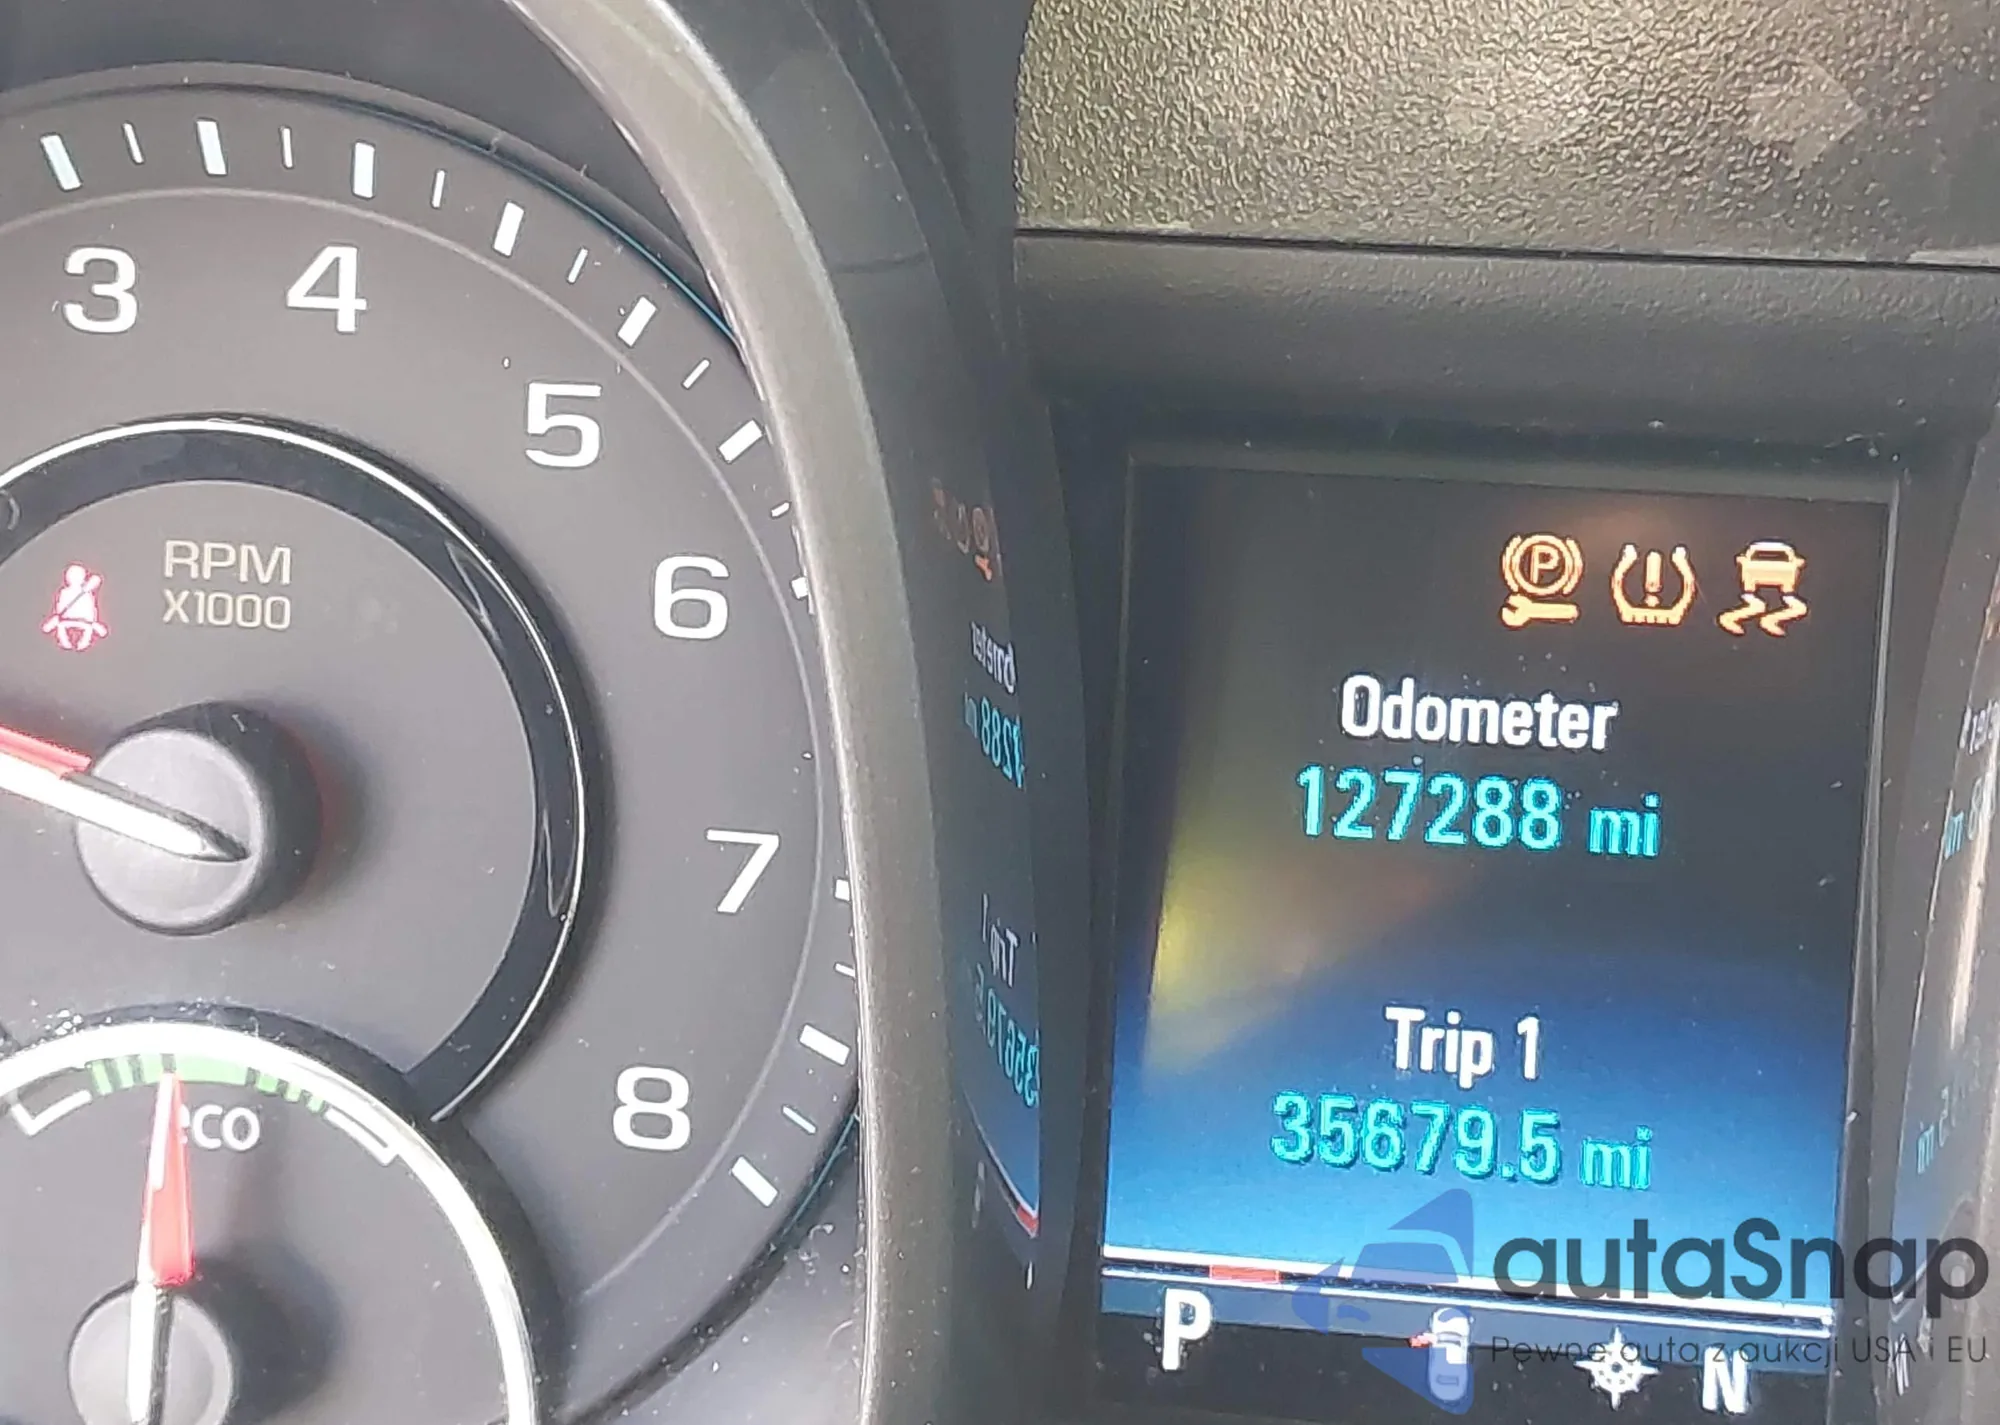 3
4
5
6
7
8
RPM
X1000
eco
P
Odometer
127288 mi
Trip 1
35679.5 mi
P
N
autaSnap
Pewne auta z aukcji USA i EU